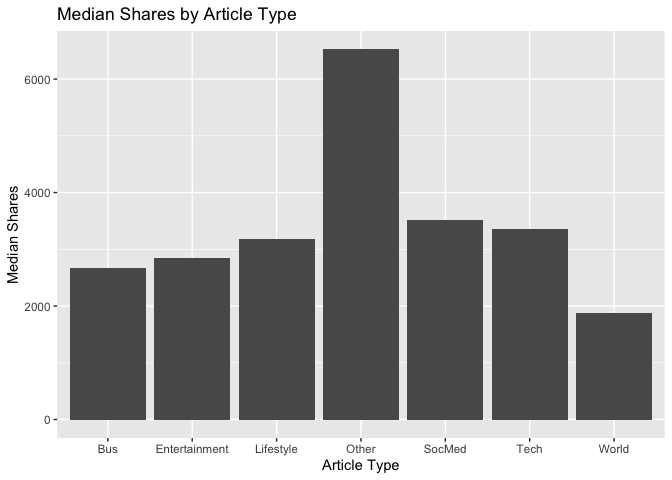 Median Shares by Article Type
Median Shares
6000
4000
2000
0
Bus Entertainment Lifestyle Other SocMed Tech World
Article Type